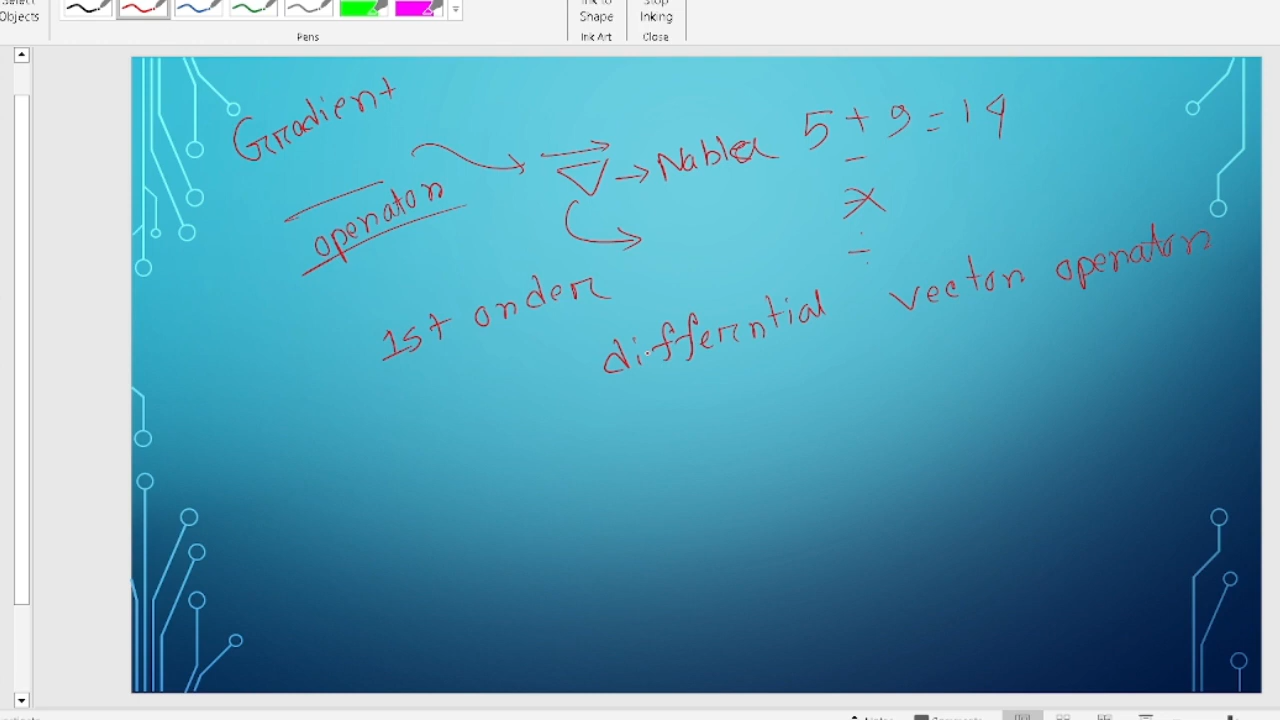 Select
Objects
Ink to
Shape
Stop
Inking
Pens
Ink Art
Close
Gradient
operator → ∇ → Nabla 5 + 9 = 14
-
×
÷
1st order
differntial vector operator